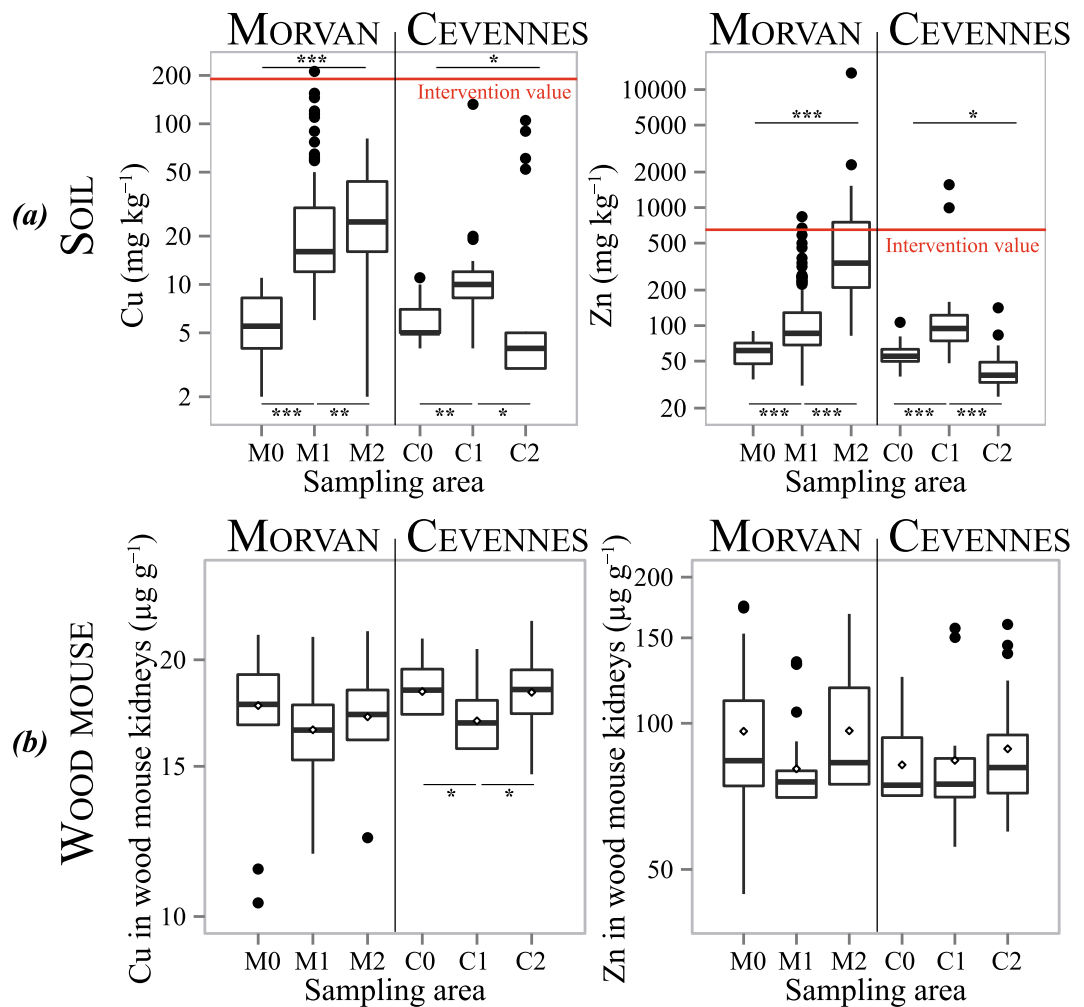 MORVAN CEVENNES
(a) SOIL
Cu (mg kg⁻¹)
200
100
50
20
10
5
2
***
*
Intervention value
***
**
**
*
M0 M1 M2 C0 C1 C2
Sampling area
Zn (mg kg⁻¹)
10000
5000
2000
1000
500
200
100
50
20
***
*
Intervention value
***
***
***
***
M0 M1 M2 C0 C1 C2
Sampling area
MORVAN CEVENNES
MORVAN CEVENNES
(b) WOOD MOUSE
Cu in wood mouse kidneys (µg g⁻¹)
20
15
10
*
*
M0 M1 M2 C0 C1 C2
Sampling area
MORVAN CEVENNES
Zn in wood mouse kidneys (µg g⁻¹)
200
150
100
50
M0 M1 M2 C0 C1 C2
Sampling area